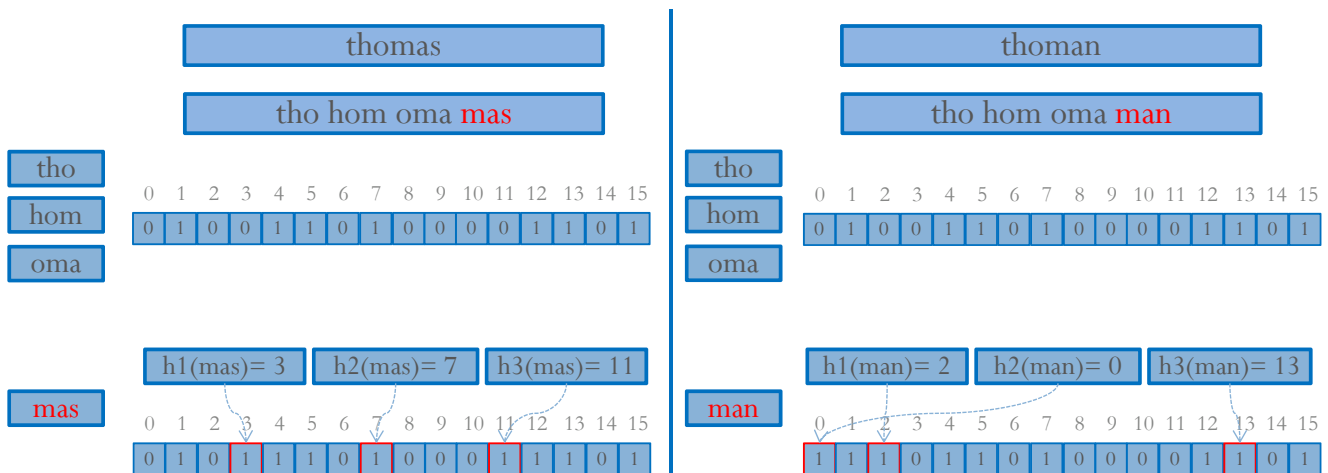 thomas
tho hom oma mas
tho
hom
oma
0 1 2 3 4 5 6 7 8 9 10 11 12 13 14 15
0 1 0 0 1 1 0 1 0 0 0 0 1 1 0 1
h1(mas)= 3 h2(mas)= 7 h3(mas)= 11
mas
0 1 2 3 4 5 6 7 8 9 10 11 12 13 14 15
0 1 0 1 1 1 0 1 0 0 0 1 1 1 0 1
thoman
tho hom oma man
tho
hom
oma
0 1 2 3 4 5 6 7 8 9 10 11 12 13 14 15
0 1 0 0 1 1 0 1 0 0 0 0 1 1 0 1
h1(man)= 2 h2(man)= 0 h3(man)= 13
man
0 1 2 3 4 5 6 7 8 9 10 11 12 13 14 15
1 1 1 0 1 1 0 1 0 0 0 0 1 1 0 1